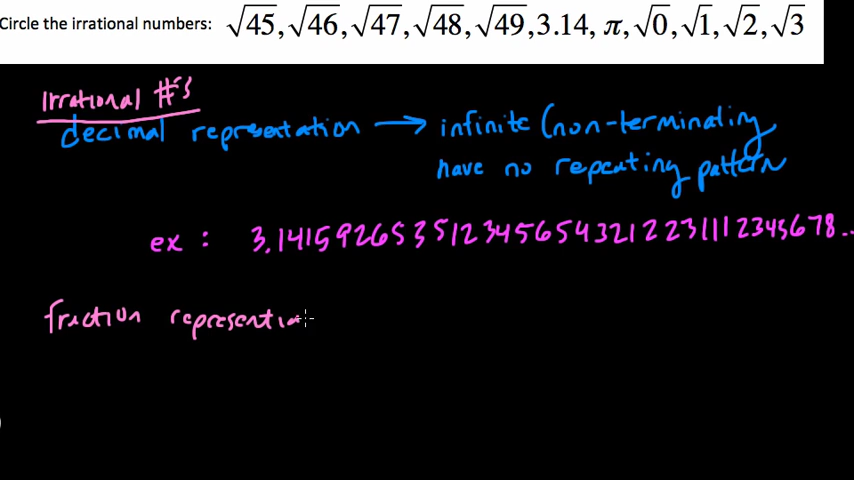 Circle the irrational numbers: √45, √46, √47, √48, √49, 3.14, π, √0, √1, √2, √3
Irrational #'s
decimal representation → infinite (non-terminating
have no repeating pattern
ex : 3.1415926535123456543212231112345678...
fraction representia